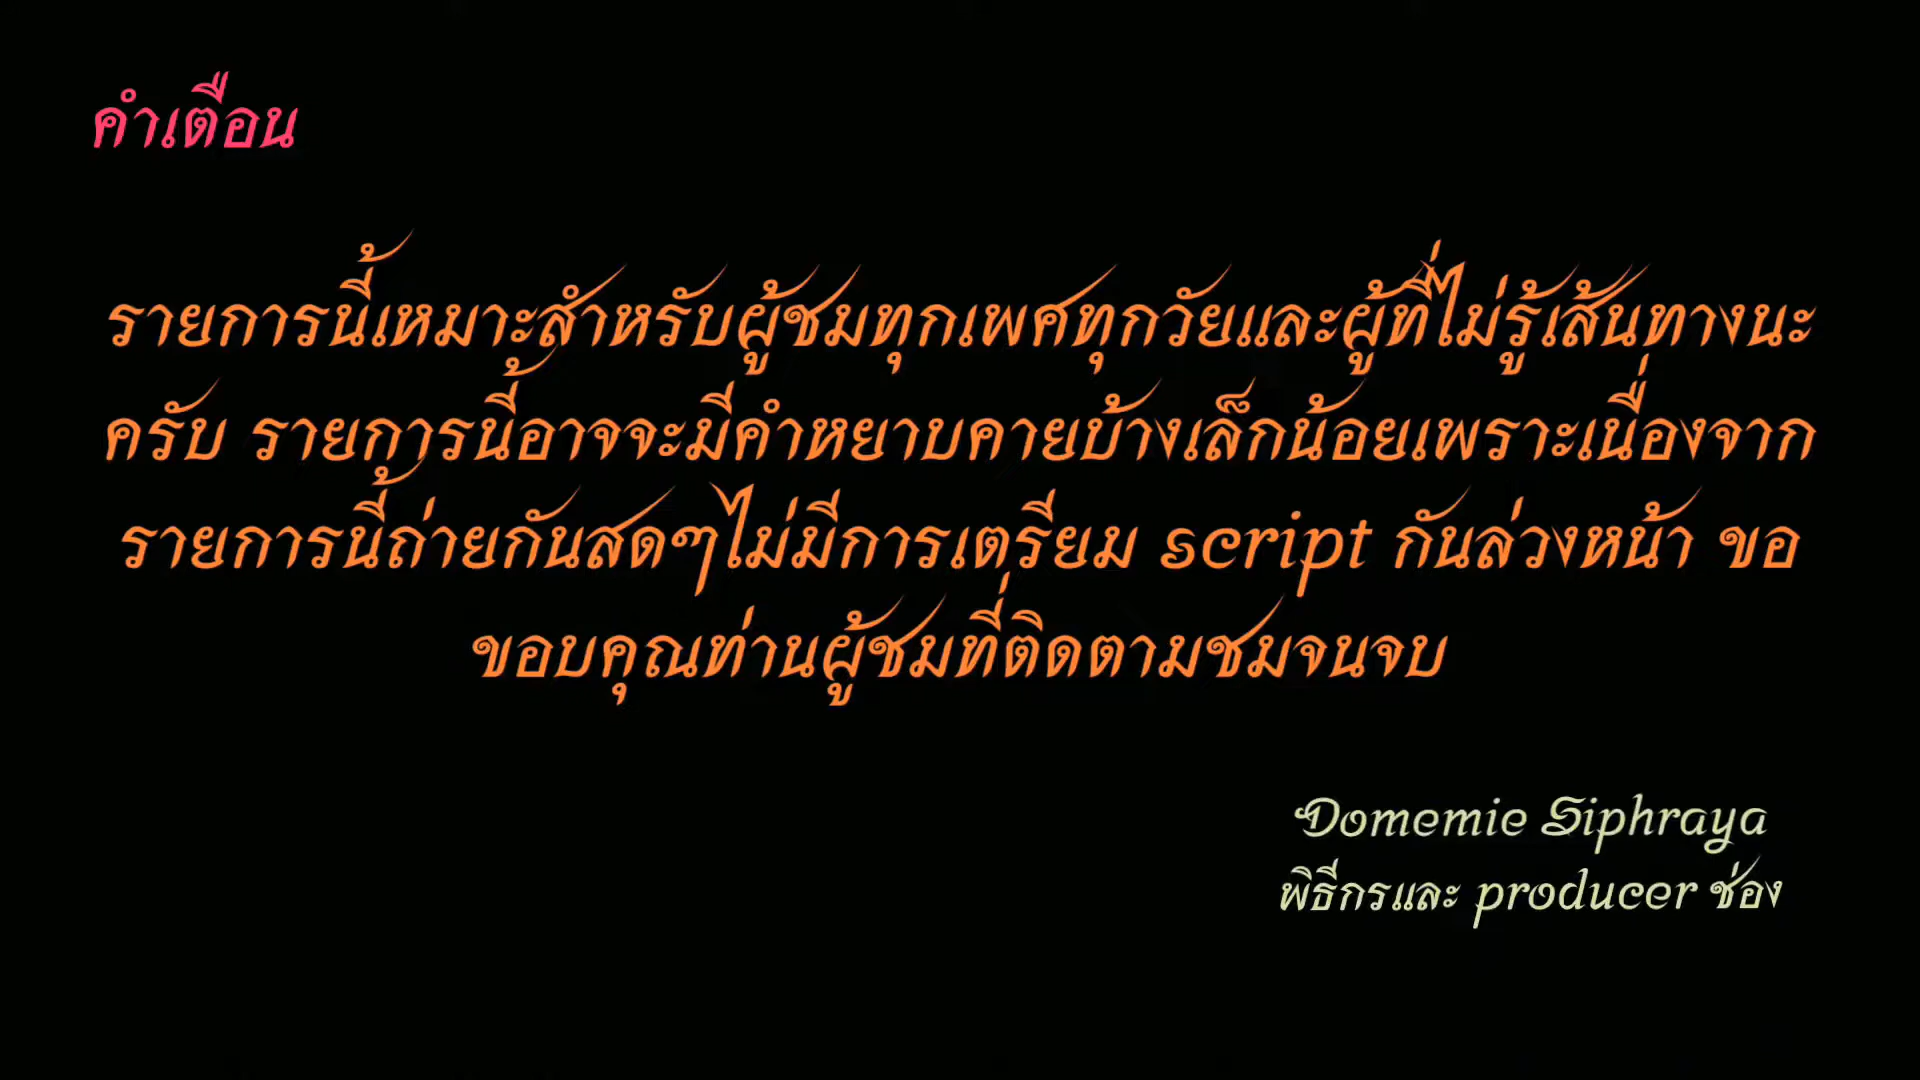 คำเตือน
รายการนี้เหมาะสำหรับผู้ชมทุกเพศทุกวัยและผู้ที่ไม่รู้เส้นทางนะ
ครับ รายการนี้อาจจะมีคำหยาบคายบ้างเล็กน้อยเพราะเนื่องจาก
รายการนี้ถ่ายกันสดๆไม่มีการเตรียม script กันล่วงหน้า ขอ
ขอบคุณท่านผู้ชมที่ติดตามชมจนจบ
Domemie Siphraya
พิธีกรและ producer ช่อง